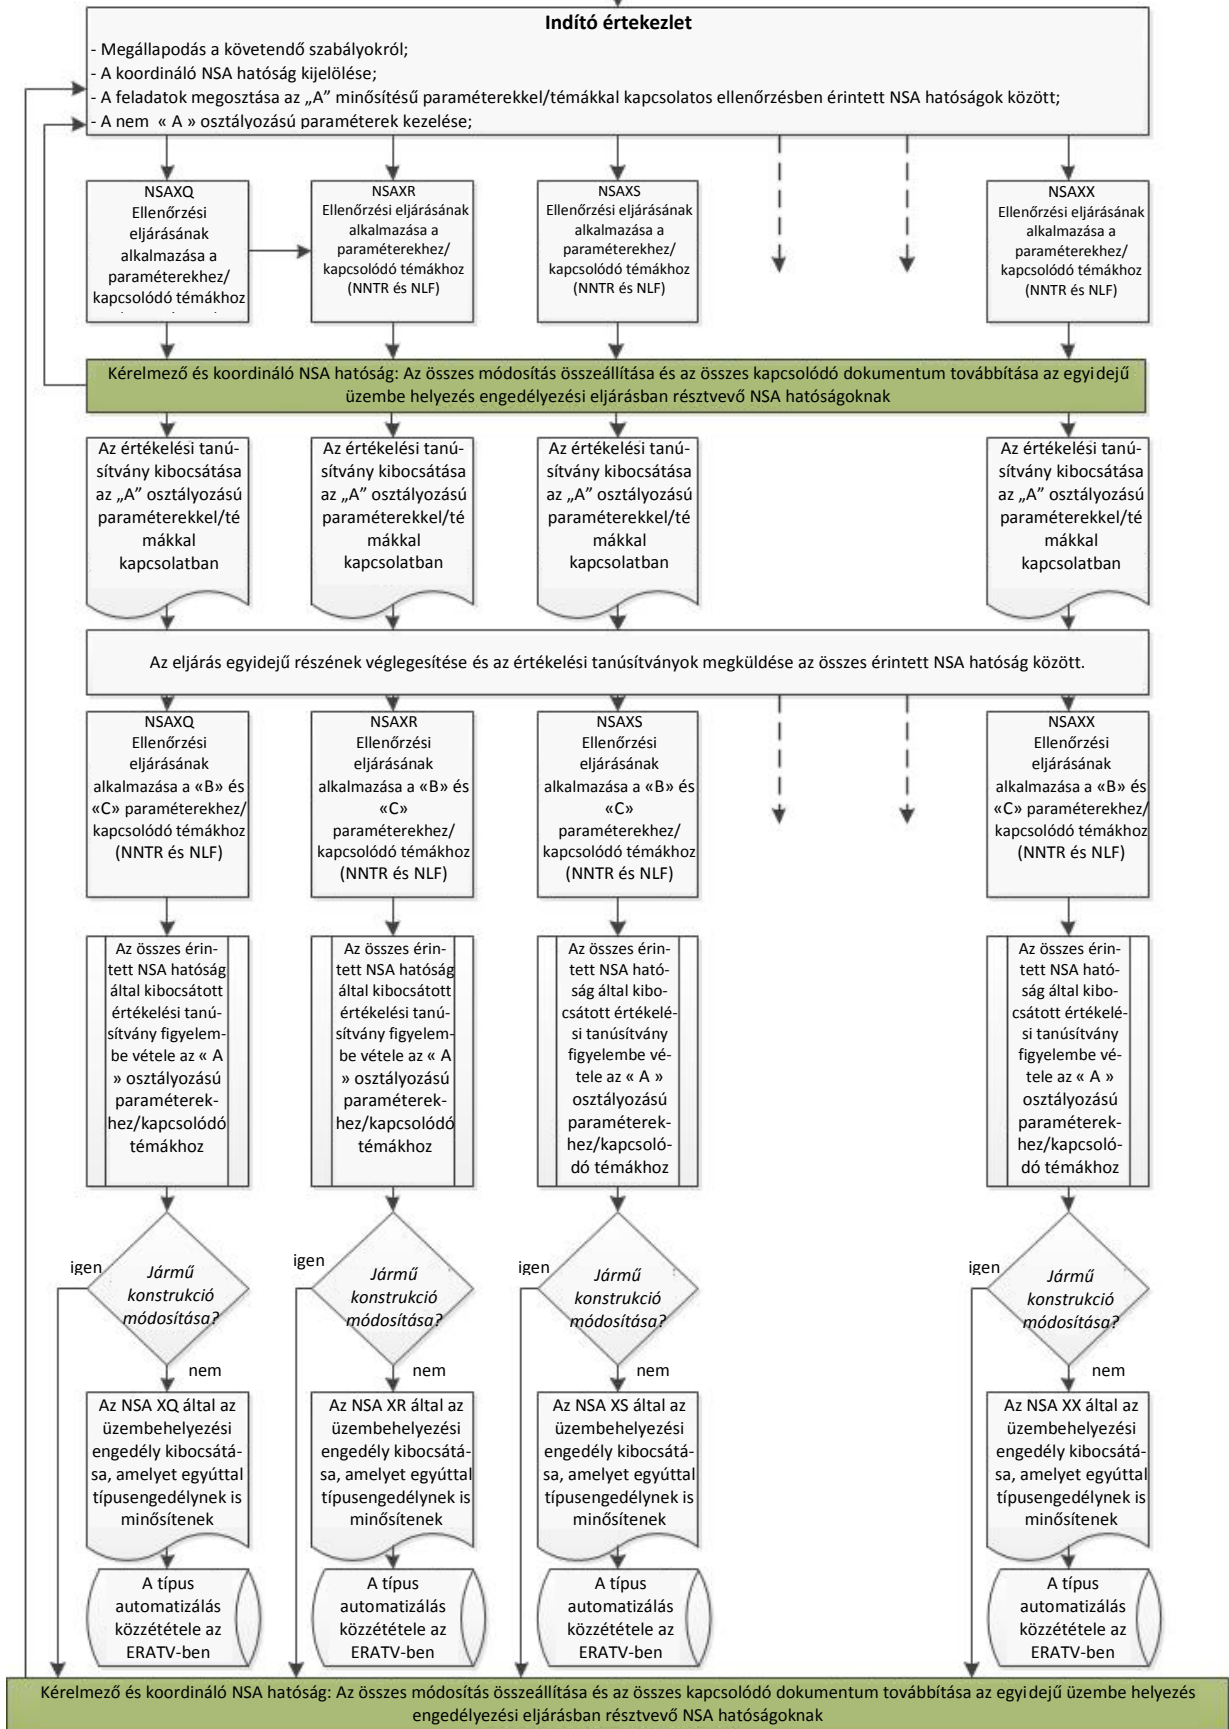 Indító értekezlet
- Megállapodás a követendő szabályokról;
- A koordináló NSA hatóság kijelölése;
- A feladatok megosztása az „A” minősítésű paraméterekkel/témákkal kapcsolatos ellenőrzésben érintett NSA hatóságok között;
- A nem « A » osztályozású paraméterek kezelése;
NSAXQ
Ellenőrzési
eljárásának
alkalmazása a
paraméterekhez/
kapcsolódó témákhoz
NSAXR
Ellenőrzési eljárásának
alkalmazása a
paraméterekhez/
kapcsolódó témákhoz
(NNTR és NLF)
NSAXS
Ellenőrzési eljárásának
alkalmazása a
paraméterekhez/
kapcsolódó témákhoz
(NNTR és NLF)
NSAXX
Ellenőrzési eljárásának
alkalmazása a
paraméterekhez/
kapcsolódó témákhoz
(NNTR és NLF)
Kérelmező és koordináló NSA hatóság: Az összes módosítás összeállítása és az összes kapcsolódó dokumentum továbbítása az egyidejű
üzembe helyezés engedélyezési eljárásban résztvevő NSA hatóságoknak
Az értékelési tanú-
sítvány kibocsátása
az „A” osztályozású
paraméterekkel/té
mákkal
kapcsolatban
Az értékelési tanú-
sítvány kibocsátása
az „A” osztályozású
paraméterekkel/té
mákkal
kapcsolatban
Az értékelési tanú-
sítvány kibocsátása
az „A” osztályozású
paraméterekkel/té
mákkal
kapcsolatban
Az értékelési tanú-
sítvány kibocsátása
az „A” osztályozású
paraméterekkel/té
mákkal
kapcsolatban
Az eljárás egyidejű részének véglegesítése és az értékelési tanúsítványok megküldése az összes érintett NSA hatóság között.
NSAXQ
Ellenőrzési
eljárásának
alkalmazása a «B» és
«C» paraméterekhez/
kapcsolódó témákhoz
(NNTR és NLF)
NSAXR
Ellenőrzési
eljárásának
alkalmazása a «B» és
«C»
paraméterekhez/
kapcsolódó témákhoz
(NNTR és NLF)
NSAXS
Ellenőrzési
eljárásának
alkalmazása a «B» és
«C»
paraméterekhez/
kapcsolódó témákhoz
(NNTR és NLF)
NSAXX
Ellenőrzési
eljárásának
alkalmazása a «B» és
«C» paraméterekhez/
kapcsolódó témákhoz
(NNTR és NLF)
Az összes érin-
tett NSA hatóság
által kibocsátott
értékelési tanú-
sítvány figyelem-
be vétele az « A
» osztályozású
paraméterek-
hez/kapcsolódó
témákhoz
Az összes érin-
tett NSA hatóság
által kibocsátott
értékelési tanú-
sítvány figyelem-
be vétele az « A
» osztályozású
paraméterek-
hez/kapcsolódó
témákhoz
Az összes érin-
tett NSA ható-
ság által kibo-
csátott értékelé-
si tanúsítvány
figyelembe vé-
tele az « A »
osztályozású
paraméterek-
hez/kapcsoló-
dó témákhoz
Az összes érin-
tett NSA ható-
ság által kibo-
csátott értékelé-
si tanúsítvány
figyelembe vé-
tele az « A »
osztályozású
paraméterek-
hez/kapcsoló-
dó témákhoz
igen
Jármű
konstrukció
módosítása?
nem
igen
Jármű
konstrukció
módosítása?
nem
igen
Jármű
konstrukció
módosítása?
nem
igen
Jármű
konstrukció
módosítása?
nem
Az NSA XQ által az
üzembehelyezési
engedély kibocsátá-
sa, amelyet egyúttal
típusengedélynek is
minősítenek
Az NSA XR által az
üzembehelyezési
engedély kibocsátá-
sa, amelyet egyúttal
típusengedélynek is
minősítenek
Az NSA XS által az
üzembehelyezési
engedély kibocsátá-
sa, amelyet egyúttal
típusengedélynek is
minősítenek
Az NSA XX által az
üzembehelyezési
engedély kibocsátá-
sa, amelyet egyúttal
típusengedélynek is
minősítenek
A típus
automatizálás
közzététele az
ERATV-ben
A típus
automatizálás
közzététele az
ERATV-ben
A típus
automatizálás
közzététele az
ERATV-ben
A típus
automatizálás
közzététele az
ERATV-ben
Kérelmező és koordináló NSA hatóság: Az összes módosítás összeállítása és az összes kapcsolódó dokumentum továbbítása az egyidejű üzembe helyezés
engedélyezési eljárásban résztvevő NSA hatóságoknak